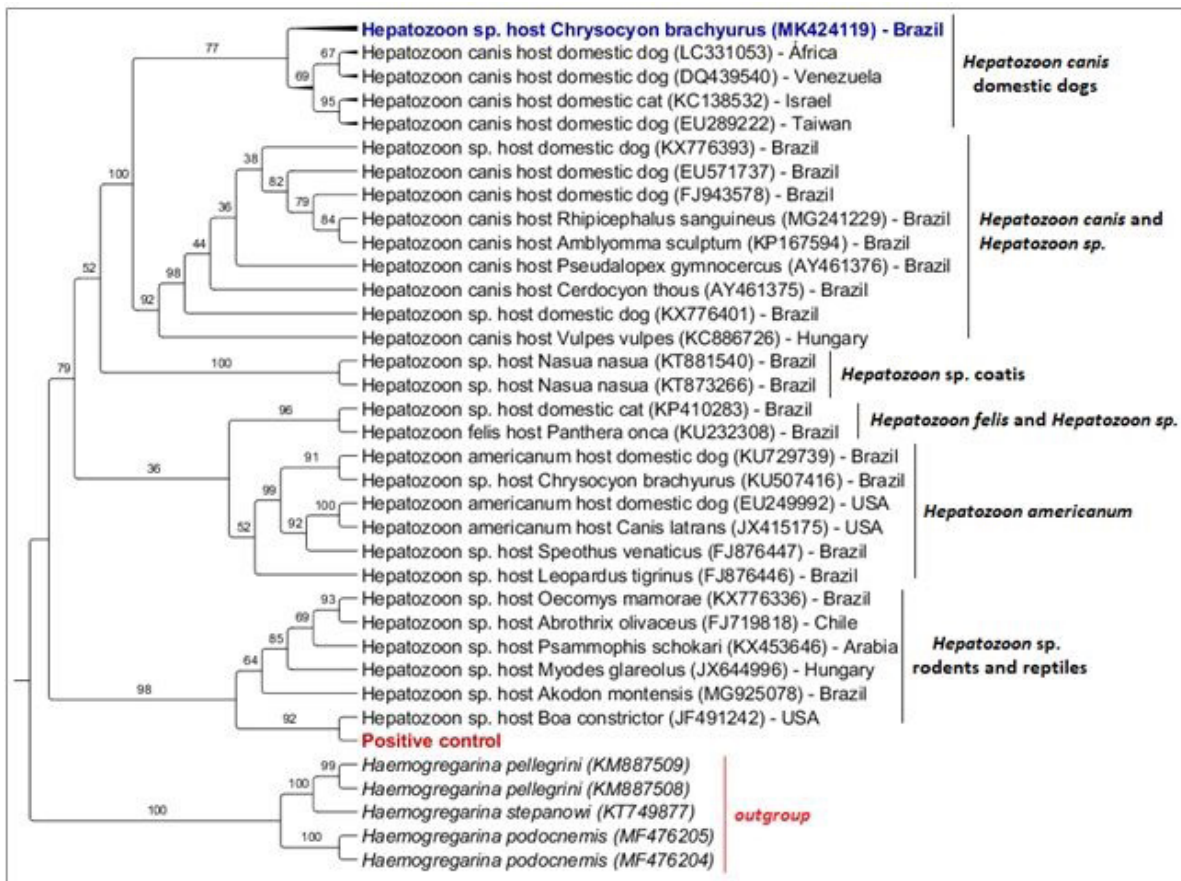 Hepatozoon sp. host Chrysocyon brachyurus (MK424119) - Brazil
Hepatozoon canis host domestic dog (LC331053) - África
Hepatozoon canis host domestic dog (DQ439540) - Venezuela
Hepatozoon canis host domestic cat (KC138532) - Israel
Hepatozoon canis host domestic dog (EU289222) - Taiwan
Hepatozoon canis
domestic dogs
Hepatozoon sp. host domestic dog (KX776393) - Brazil
Hepatozoon canis host domestic dog (EU571737) - Brazil
Hepatozoon canis host domestic dog (FJ943578) - Brazil
Hepatozoon canis host Rhipicephalus sanguineus (MG241229) - Brazil
Hepatozoon canis host Amblyomma sculptum (KP167594) - Brazil
Hepatozoon canis host Pseudalopex gymnocercus (AY461376) - Brazil
Hepatozoon canis host Cerdocyon thous (AY461375) - Brazil
Hepatozoon sp. host domestic dog (KX776401) - Brazil
Hepatozoon canis host Vulpes vulpes (KC886726) - Hungary
Hepatozoon canis and
Hepatozoon sp.
Hepatozoon sp. host Nasua nasua (KT881540) - Brazil
Hepatozoon sp. host Nasua nasua (KT873266) - Brazil
Hepatozoon sp. coatis
Hepatozoon sp. host domestic cat (KP410283) - Brazil
Hepatozoon felis host Panthera onca (KU232308) - Brazil
Hepatozoon felis and Hepatozoon sp.
Hepatozoon americanum host domestic dog (KU729739) - Brazil
Hepatozoon sp. host Chrysocyon brachyurus (KU507416) - Brazil
Hepatozoon americanum host domestic dog (EU249992) - USA
Hepatozoon americanum host Canis latrans (JX415175) - USA
Hepatozoon sp. host Speothus venaticus (FJ876447) - Brazil
Hepatozoon sp. host Leopardus tigrinus (FJ876446) - Brazil
Hepatozoon americanum
Hepatozoon sp. host Oecomys mamorae (KX776336) - Brazil
Hepatozoon sp. host Abrothrix olivaceus (FJ719818) - Chile
Hepatozoon sp. host Psammophis schokari (KX453646) - Arabia
Hepatozoon sp. host Myodes glareolus (JX644996) - Hungary
Hepatozoon sp. host Akodon montensis (MG925078) - Brazil
Hepatozoon sp. host Boa constrictor (JF491242) - USA
Hepatozoon sp.
rodents and reptiles
Positive control
Haemogregarina pellegrini (KM887509)
Haemogregarina pellegrini (KM887508)
Haemogregarina stepanowi (KT749877)
Haemogregarina podocnemis (MF476205)
Haemogregarina podocnemis (MF476204)
outgroup
77
67
69
95
38
82
79
84
36
44
98
92
100
52
100
79
96
36
91
99
100
92
52
93
69
85
64
98
92
99
100
100
100